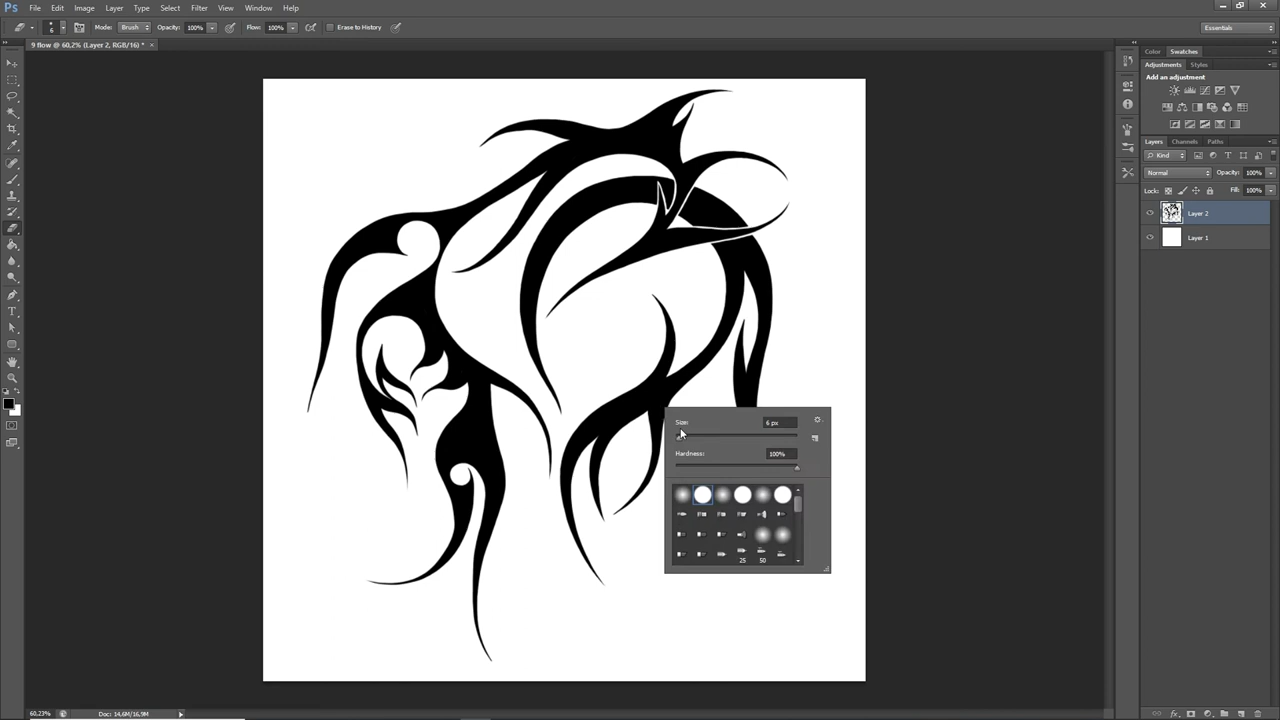 Ps File Edit Image Layer Type Select Filter View Window Help
6 Mode: Brush Opacity: 100% Flow: 100% Erase to History Essentials
9 flow @ 60,2% (Layer 2, RGB/16) * ×
Color Swatches
Adjustments Styles
Add an adjustment
Layers Channels Paths
Kind
Normal Opacity: 100%
Lock: Fill: 100%
Layer 2
Layer 1
Size: 6 px
Hardness: 100%
25 50
60,23% Doc: 14,6M/16,9M